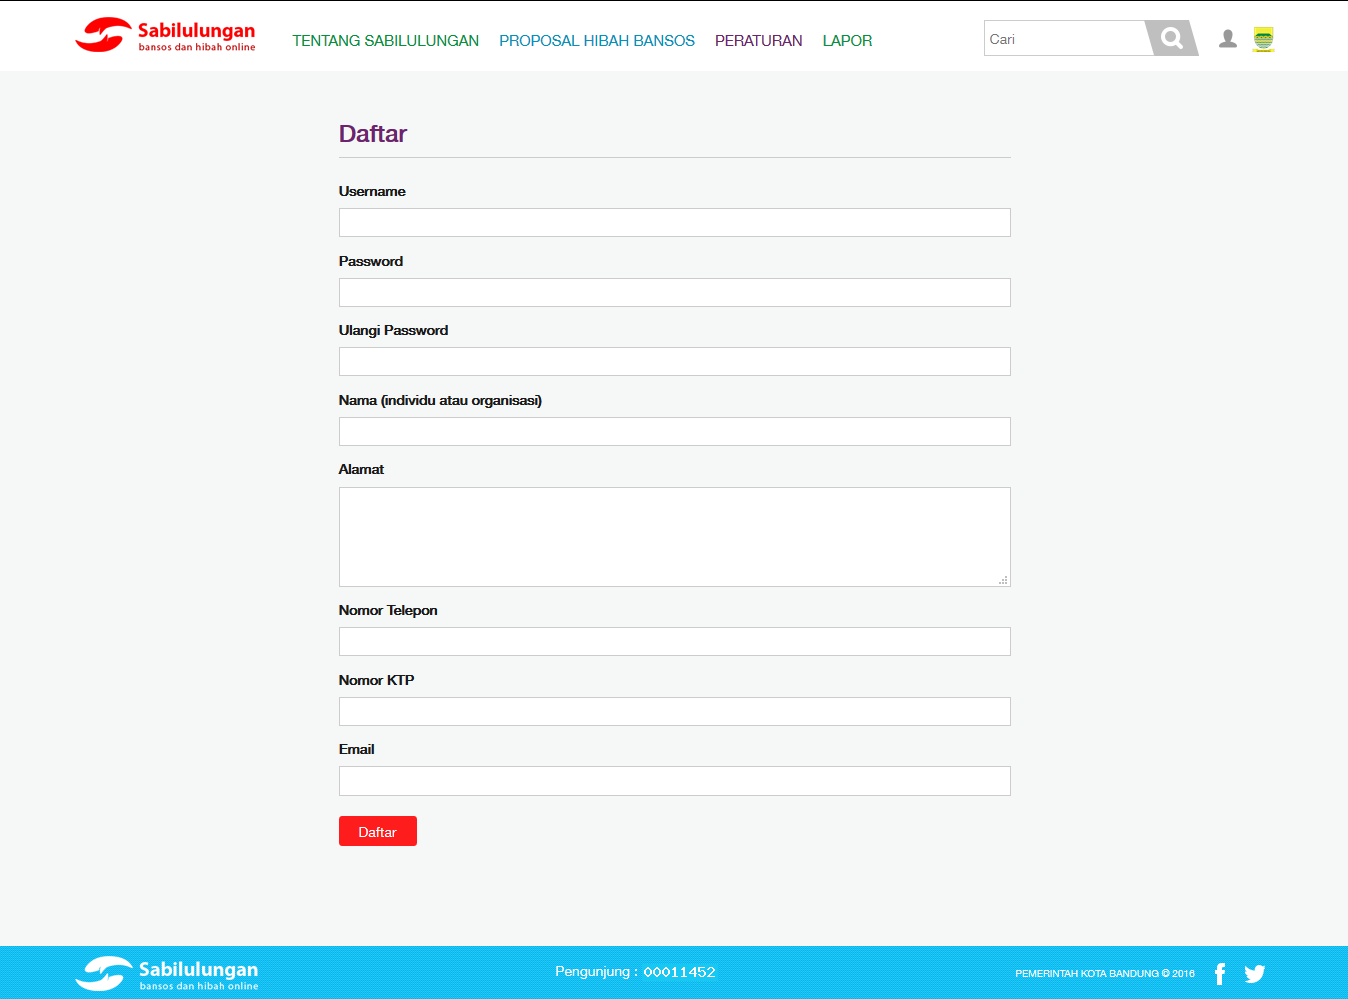 Sabilulungan
bansos dan hibah online
TENTANG SABILULUNGAN PROPOSAL HIBAH BANSOS PERATURAN LAPOR
Cari
Daftar
Username
Password
Ulangi Password
Nama (individu atau organisasi)
Alamat
Nomor Telepon
Nomor KTP
Email
Daftar
Sabilulungan
bansos dan hibah online
Pengunjung : 00011452
PEMERINTAH KOTA BANDUNG © 2016